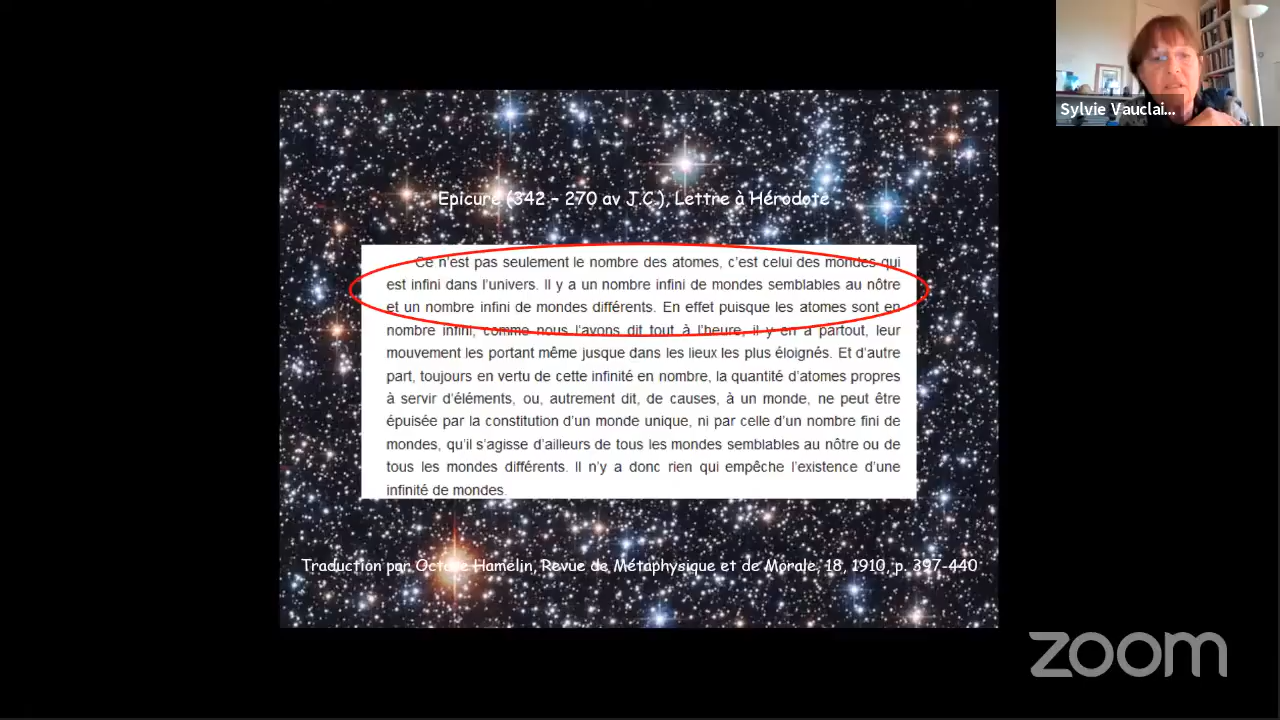 Sylvie Vauclai...
Epicure (342 - 270 av J.C.), Lettre à Hérodote
Ce n'est pas seulement le nombre des atomes, c'est celui des mondes qui
est infini dans l'univers. Il y a un nombre infini de mondes semblables au nôtre
et un nombre infini de mondes différents. En effet puisque les atomes sont en
nombre infini, comme nous l'avons dit tout à l'heure, il y en a partout, leur
mouvement les portant même jusque dans les lieux les plus éloignés. Et d'autre
part, toujours en vertu de cette infinité en nombre, la quantité d'atomes propres
à servir d'éléments, ou, autrement dit, de causes, à un monde, ne peut être
épuisée par la constitution d'un monde unique, ni par celle d'un nombre fini de
mondes, qu'il s'agisse d'ailleurs de tous les mondes semblables au nôtre ou de
tous les mondes différents. Il n'y a donc rien qui empêche l'existence d'une
infinité de mondes.
Traduction par Octave Hamelin, Revue de Métaphysique et de Morale, 18, 1910, p. 397-440
zoom